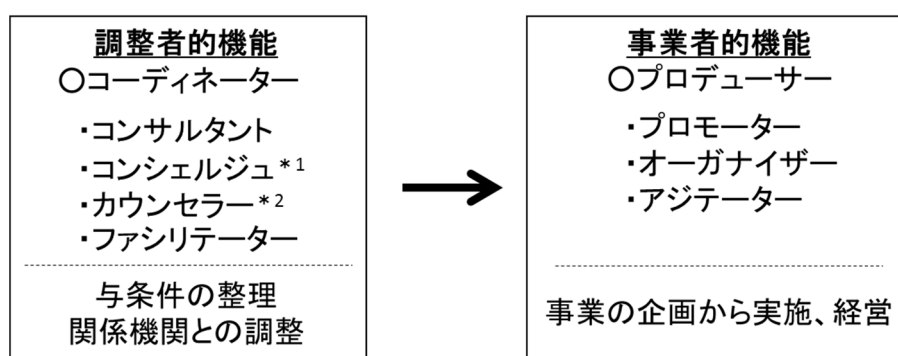 調整者的機能
○コーディネーター
・コンサルタント
・コンシェルジュ*1
・カウンセラー*2
・ファシリテーター
与条件の整理
関係機関との調整
事業者的機能
○プロデューサー
・プロモーター
・オーガナイザー
・アジテーター
事業の企画から実施、経営